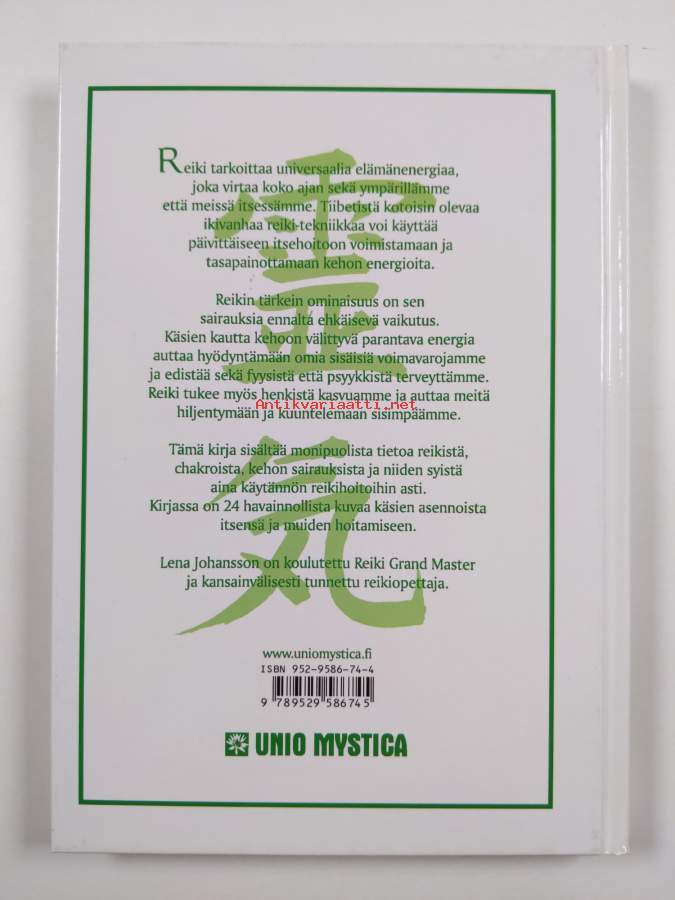 Reiki tarkoittaa universaalia elämänenergiaa,
joka virtaa koko ajan sekä ympärillämme
että meissä itsessämme. Tiibetistä kotoisin olevaa
ikivanhaa reiki-tekniikkaa voi käyttää
päivittäiseen itsehoitoon voimistamaan ja
tasapainottamaan kehon energioita.
Reikin tärkein ominaisuus on sen
sairauksia ennalta ehkäisevä vaikutus.
Käsien kautta kehoon välittyvä parantava energia
auttaa hyödyntämään omia sisäisiä voimavarojamme
ja edistää sekä fyysistä että psyykkistä terveyttämme.
Reiki tukee myös henkistä kasvuamme ja auttaa meitä
Antikvariaatti.net
hiljentymään ja kuuntelemaan sisimpäämme.
Tämä kirja sisältää monipuolista tietoa reikistä,
chakroista, kehon sairauksista ja niiden syistä
aina käytännön reikihoitoihin asti.
Kirjassa on 24 havainnollista kuvaa käsien asennoista
itsensä ja muiden hoitamiseen.
Lena Johansson on koulutettu Reiki Grand Master
ja kansainvälisesti tunnettu reikiopettaja.
靈
気
www.uniomystica.fi
ISBN 952-9586-74-4
9 789529 586745
UNIO MYSTICA